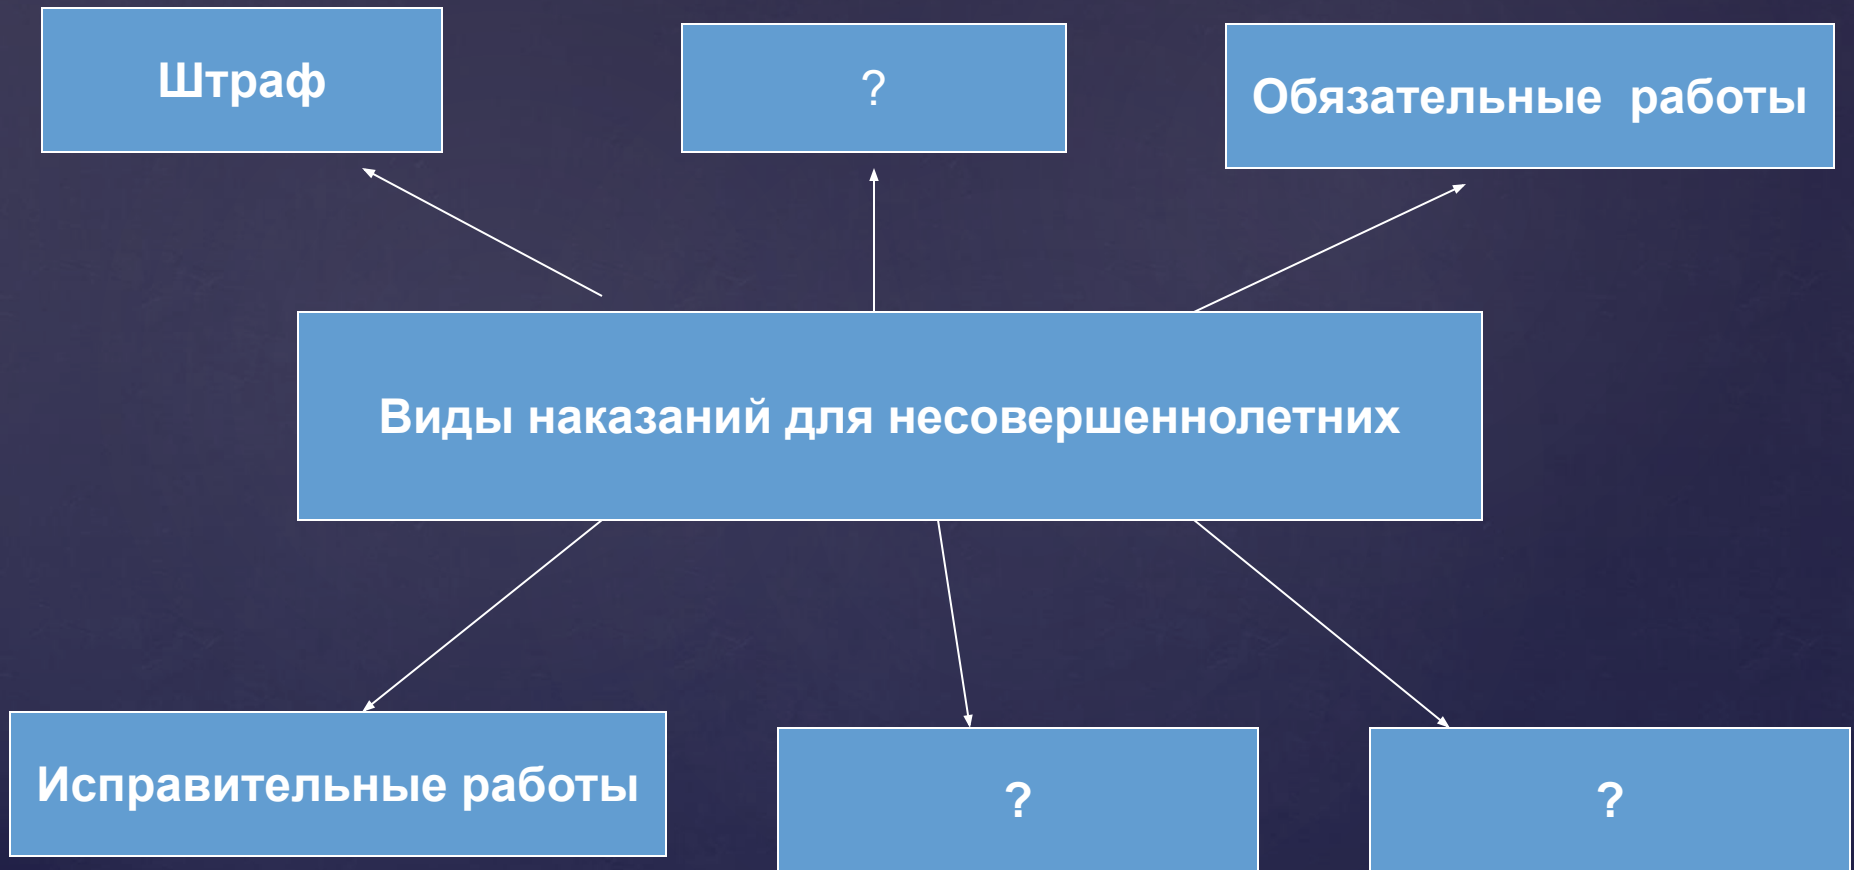 Штраф
?
Обязательные работы
Виды наказаний для несовершеннолетних
Исправительные работы
?
?